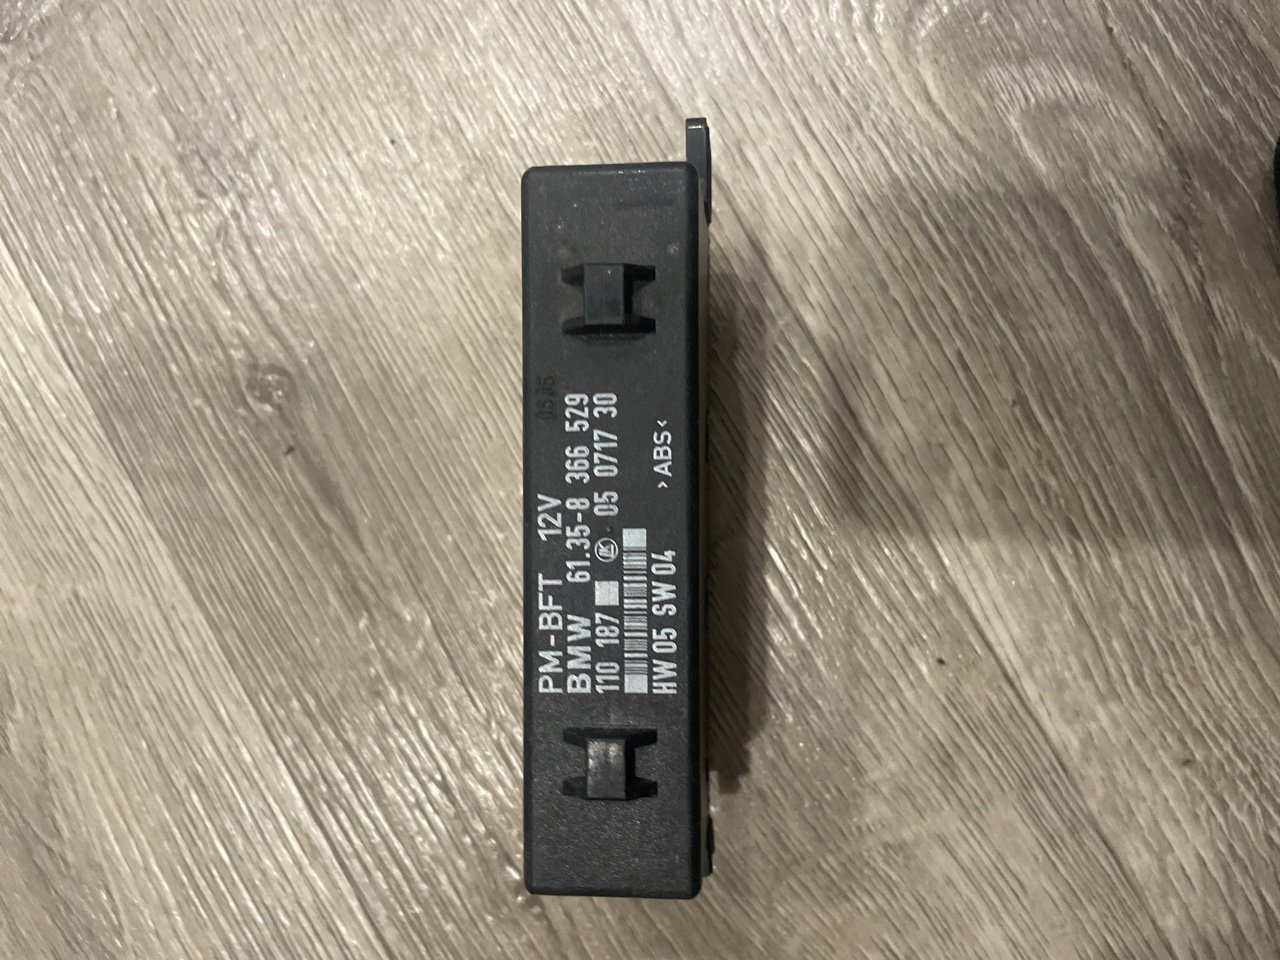 PM-BFT 12V
BMW 61.35-8 366 529
110 187 LK 05 0717 30
HW 05 SW 04
>ABS<